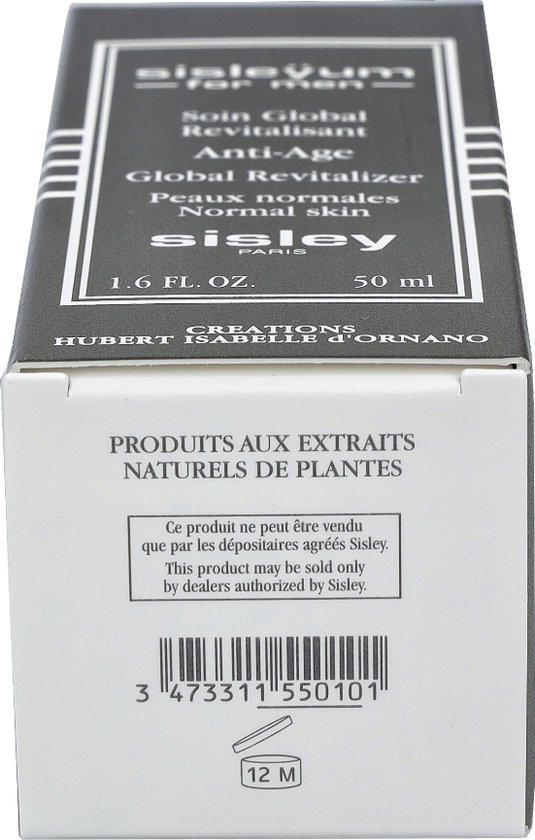 sisleÿum
for men
Soin Global
Revitalisant
Anti-Age
Global Revitalizer
Peaux normales
Normal skin
sisley
PARIS
1.6 FL. OZ. 50 ml
CREATIONS
HUBERT ISABELLE d'ORNANO
PRODUITS AUX EXTRAITS
NATURELS DE PLANTES
Ce produit ne peut être vendu
que par les dépositaires agréés Sisley.
This product may be sold only
by dealers authorized by Sisley.
3 473311 550101
12 M